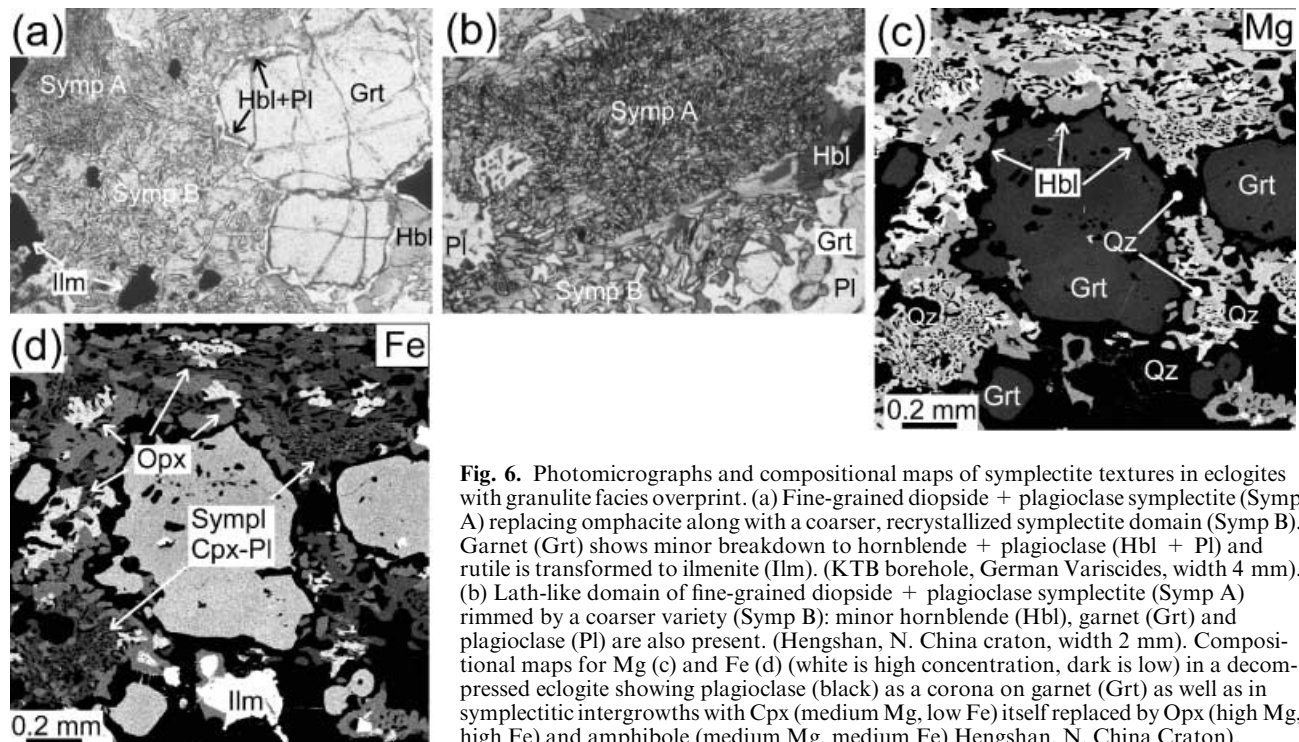 (a)
Symp A
Hbl+Pl
Grt
Symp B
Hbl
Ilm
(b)
Symp A
Hbl
Pl
Grt
Symp B
Pl
(c)
Mg
Hbl
Grt
Qz
Grt
Qz
Qz
Qz
Grt
0.2 mm
(d)
Fe
Opx
Sympl
Cpx-Pl
Ilm
0.2 mm
Fig. 6. Photomicrographs and compositional maps of symplectite textures in eclogites
with granulite facies overprint. (a) Fine-grained diopside + plagioclase symplectite (Symp
A) replacing omphacite along with a coarser, recrystallized symplectite domain (Symp B).
Garnet (Grt) shows minor breakdown to hornblende + plagioclase (Hbl + Pl) and
rutile is transformed to ilmenite (Ilm). (KTB borehole, German Variscides, width 4 mm).
(b) Lath-like domain of fine-grained diopside + plagioclase symplectite (Symp A)
rimmed by a coarser variety (Symp B): minor hornblende (Hbl), garnet (Grt) and
plagioclase (Pl) are also present. (Hengshan, N. China craton, width 2 mm). Composi-
tional maps for Mg (c) and Fe (d) (white is high concentration, dark is low) in a decom-
pressed eclogite showing plagioclase (black) as a corona on garnet (Grt) as well as in
symplectitic intergrowths with Cpx (medium Mg, low Fe) itself replaced by Opx (high Mg,
high Fe) and amphibole (medium Mg, medium Fe) Hengshan, N. China Craton).